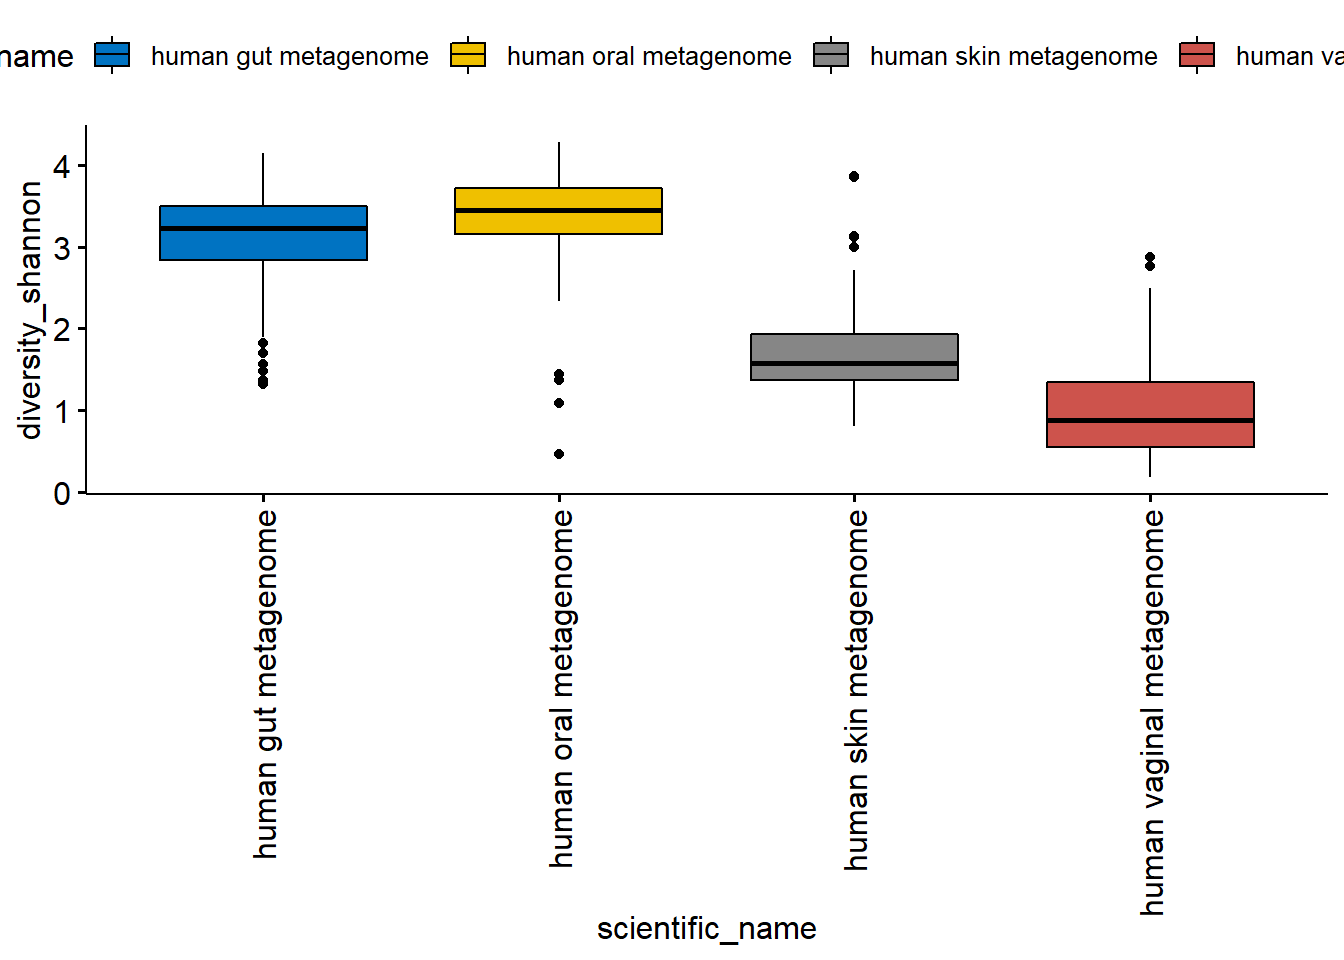 name human gut metagenome human oral metagenome human skin metagenome human va
diversity_shannon
4
3
2
1
0
human gut metagenome
human oral metagenome
human skin metagenome
human vaginal metagenome
scientific_name